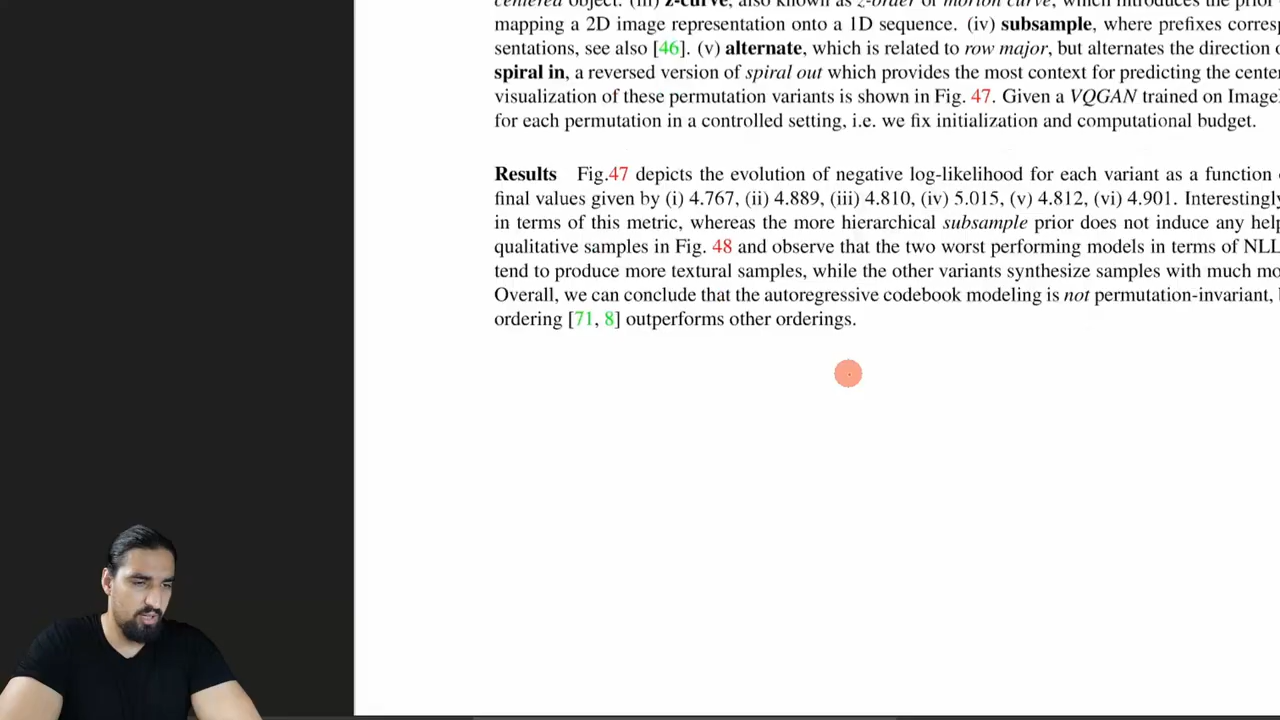 centered object. (iii) z-curve, also known as z-order or morton curve, which introduces the prior
mapping a 2D image representation onto a 1D sequence. (iv) subsample, where prefixes corresp
sentations, see also [46]. (v) alternate, which is related to row major, but alternates the direction o
spiral in, a reversed version of spiral out which provides the most context for predicting the cente
visualization of these permutation variants is shown in Fig. 47. Given a VQGAN trained on Image
for each permutation in a controlled setting, i.e. we fix initialization and computational budget.
Results Fig.47 depicts the evolution of negative log-likelihood for each variant as a function
final values given by (i) 4.767, (ii) 4.889, (iii) 4.810, (iv) 5.015, (v) 4.812, (vi) 4.901. Interestingly
in terms of this metric, whereas the more hierarchical subsample prior does not induce any help
qualitative samples in Fig. 48 and observe that the two worst performing models in terms of NLL
tend to produce more textural samples, while the other variants synthesize samples with much mo
Overall, we can conclude that the autoregressive codebook modeling is not permutation-invariant,
ordering [71, 8] outperforms other orderings.